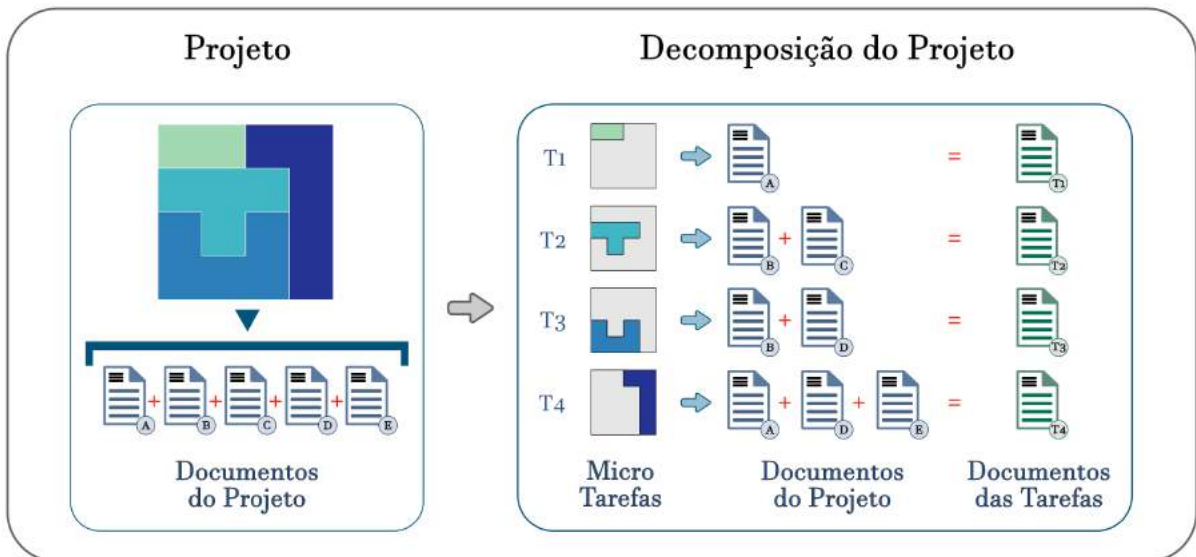 Projeto
Decomposição do Projeto
A + B + C + D + E
Documentos
do Projeto
T1 A = T1
T2 B + C = T2
T3 B + D = T3
T4 A + D + E = T4
Micro
Tarefas
Documentos
do Projeto
Documentos
das Tarefas